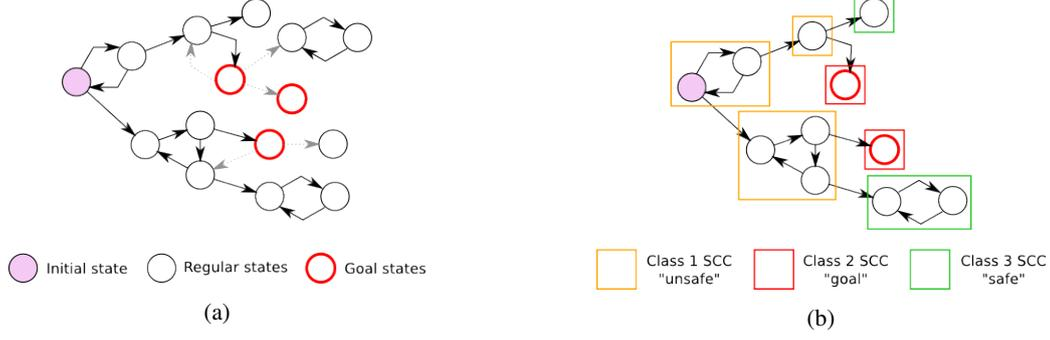 Initial state
Regular states
Goal states
(a)
Class 1 SCC
"unsafe"
Class 2 SCC
"goal"
Class 3 SCC
"safe"
(b)